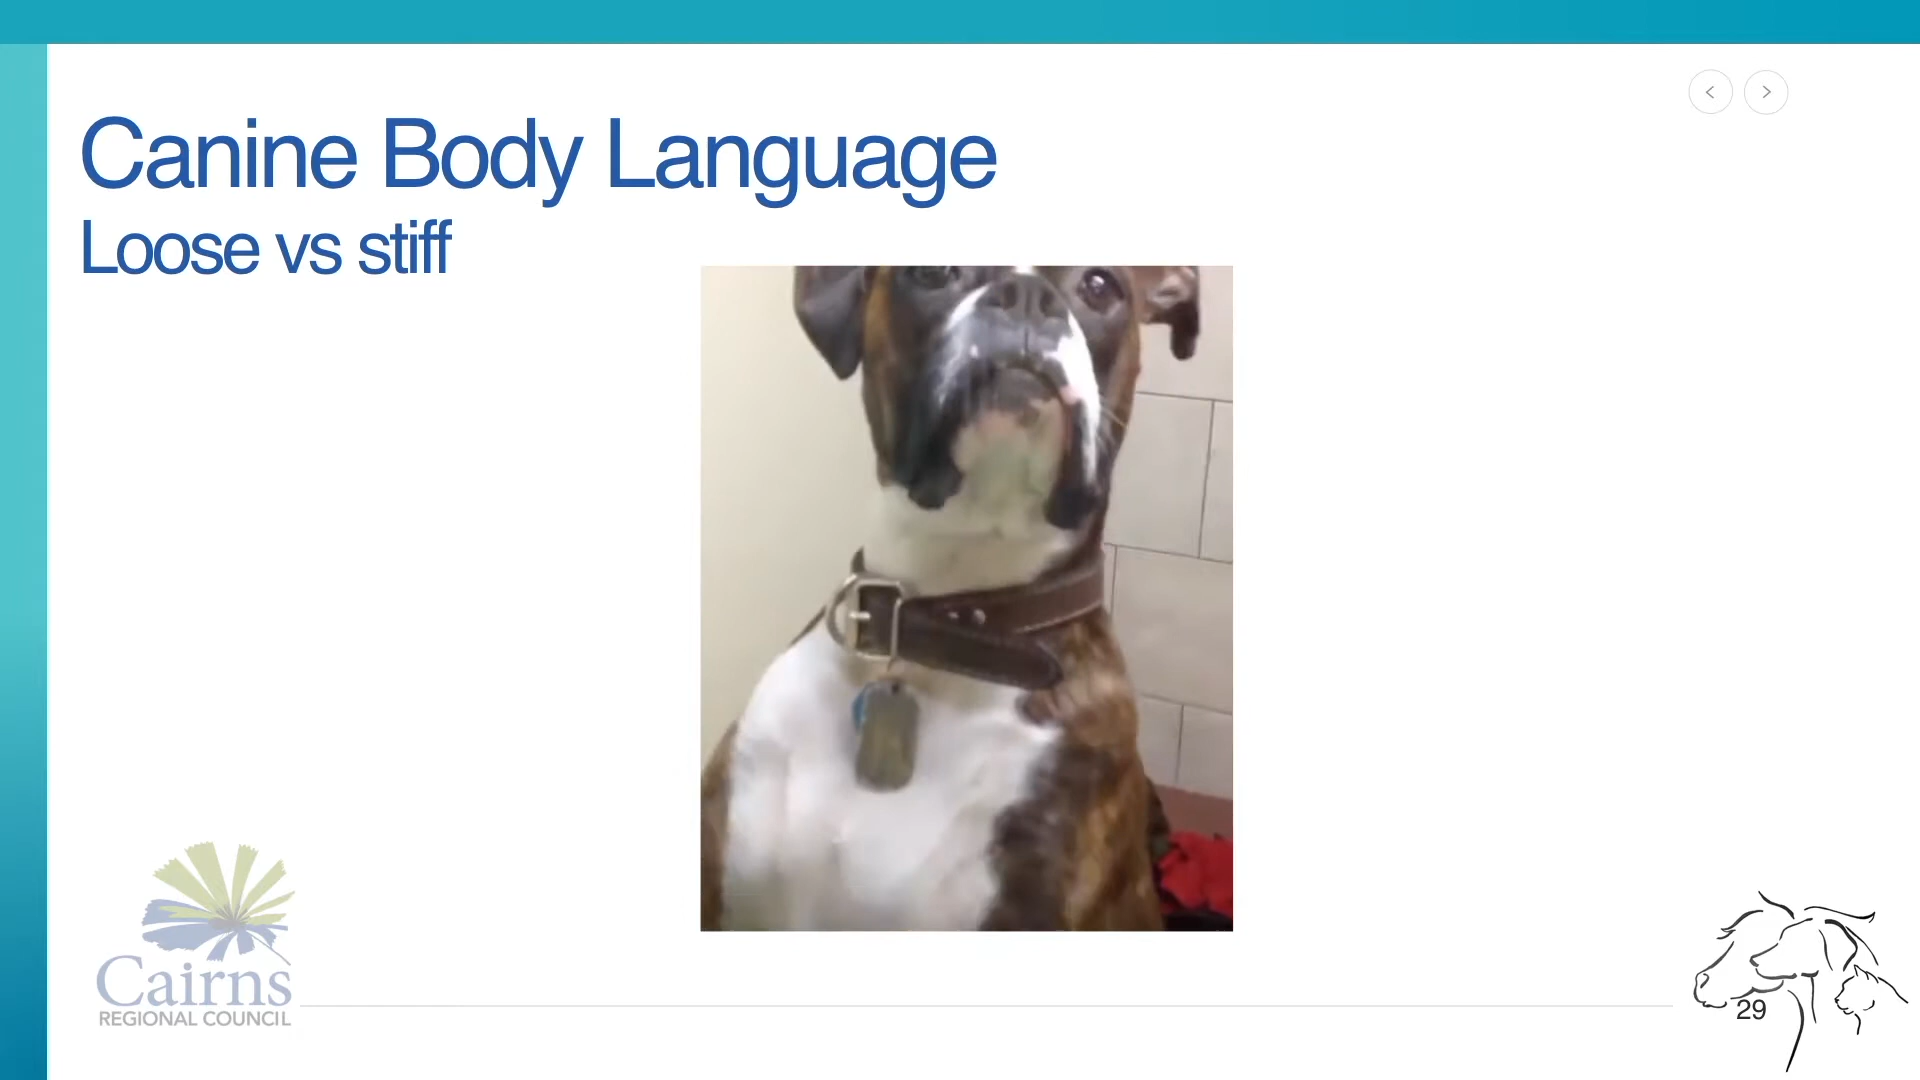 Canine Body Language
Loose vs stiff
Cairns
REGIONAL COUNCIL
29